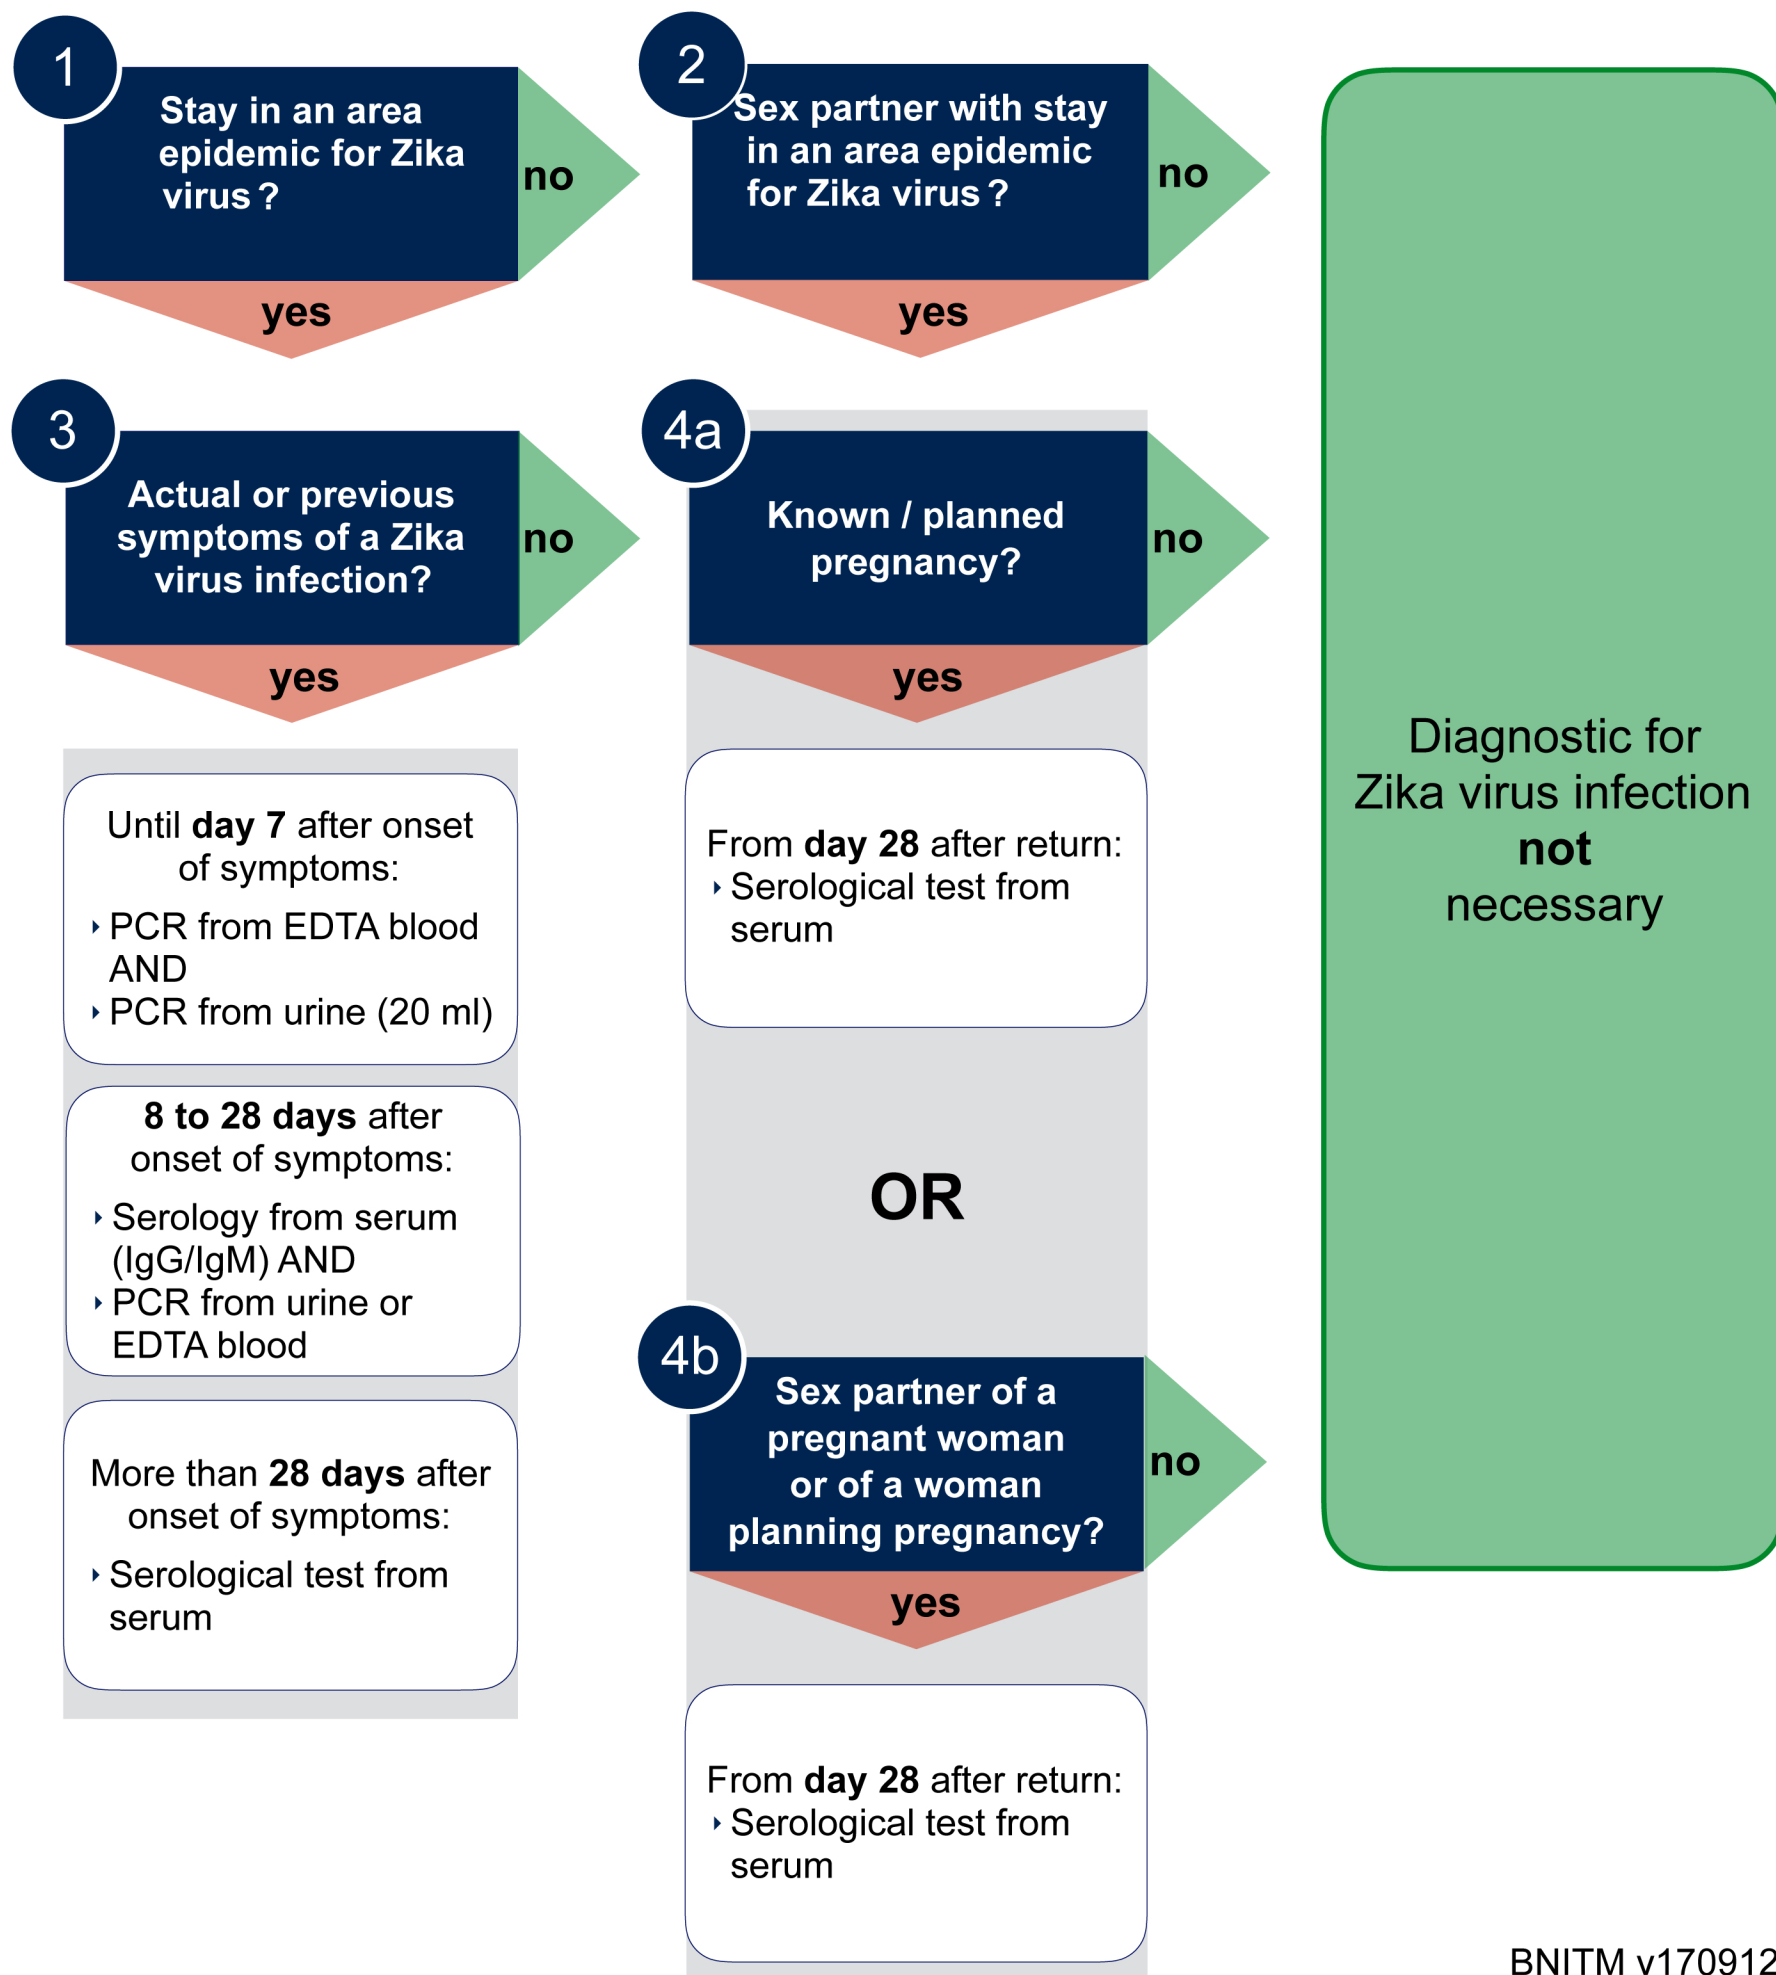 1
Stay in an area
epidemic for Zika
virus ?
no
yes
2
Sex partner with stay
in an area epidemic
for Zika virus ?
no
yes
3
Actual or previous
symptoms of a Zika
virus infection?
no
yes
Until day 7 after onset
of symptoms:
PCR from EDTA blood
AND
PCR from urine (20 ml)
8 to 28 days after
onset of symptoms:
Serology from serum
(IgG/IgM) AND
PCR from urine or
EDTA blood
More than 28 days after
onset of symptoms:
Serological test from
serum
4a
Known / planned
pregnancy?
no
yes
From day 28 after return:
Serological test from
serum
OR
4b
Sex partner of a
pregnant woman
or of a woman
planning pregnancy?
no
yes
From day 28 after return:
Serological test from
serum
Diagnostic for
Zika virus infection
not
necessary
BNITM v170912